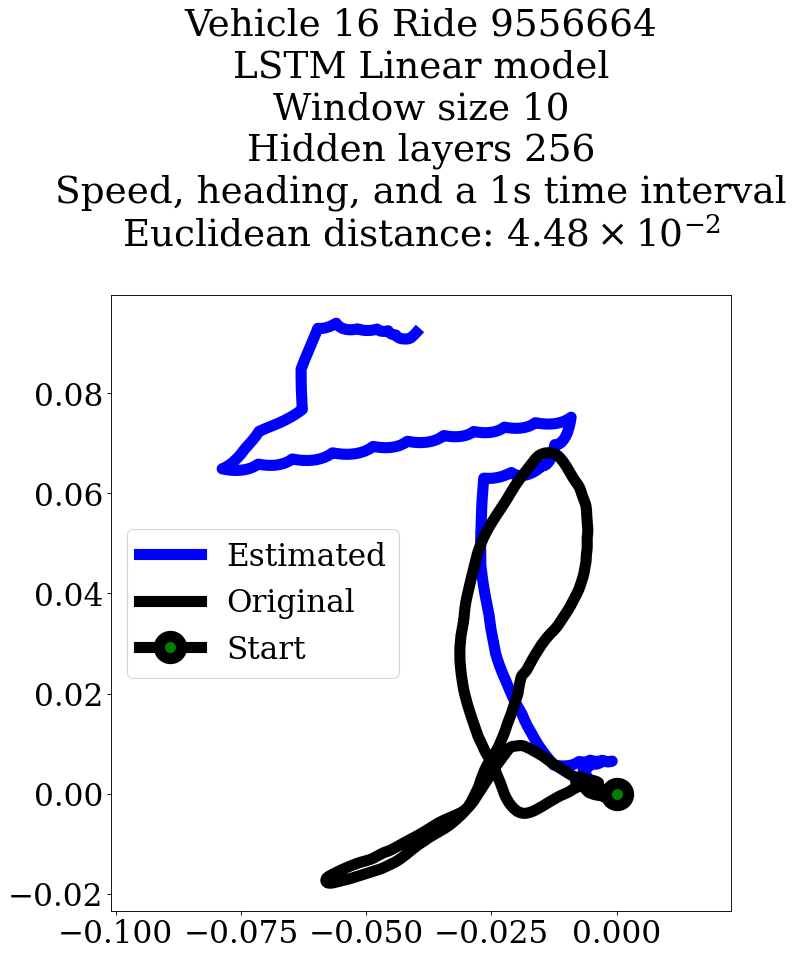 Vehicle 16 Ride 9556664
LSTM Linear model
Window size 10
Hidden layers 256
Speed, heading, and a 1s time interval
Euclidean distance: 4.48 × 10⁻²
0.08
0.06
0.04
0.02
0.00
−0.02
Estimated
Original
Start
−0.100 −0.075 −0.050 −0.025 0.000